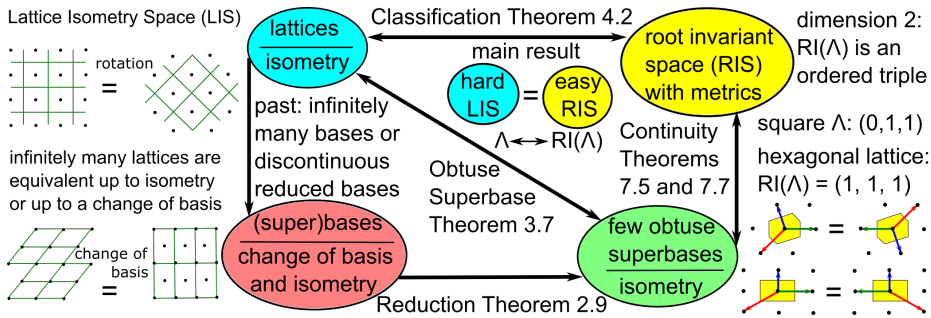 Lattice Isometry Space (LIS)
rotation
=
infinitely many lattices are
equivalent up to isometry
or up to a change of basis
change of
basis
=
lattices
isometry
Classification Theorem 4.2
main result
hard
LIS
=
easy
RIS
Λ ↔ RI(Λ)
past: infinitely
many bases or
discontinuous
reduced bases
Obtuse
Superbase
Theorem 3.7
Continuity
Theorems
7.5 and 7.7
(super)bases
change of basis
and isometry
Reduction Theorem 2.9
few obtuse
superbases
isometry
root invariant
space (RIS)
with metrics
dimension 2:
RI(Λ) is an
ordered triple
square Λ: (0,1,1)
hexagonal lattice:
RI(Λ) = (1, 1, 1)
=
=